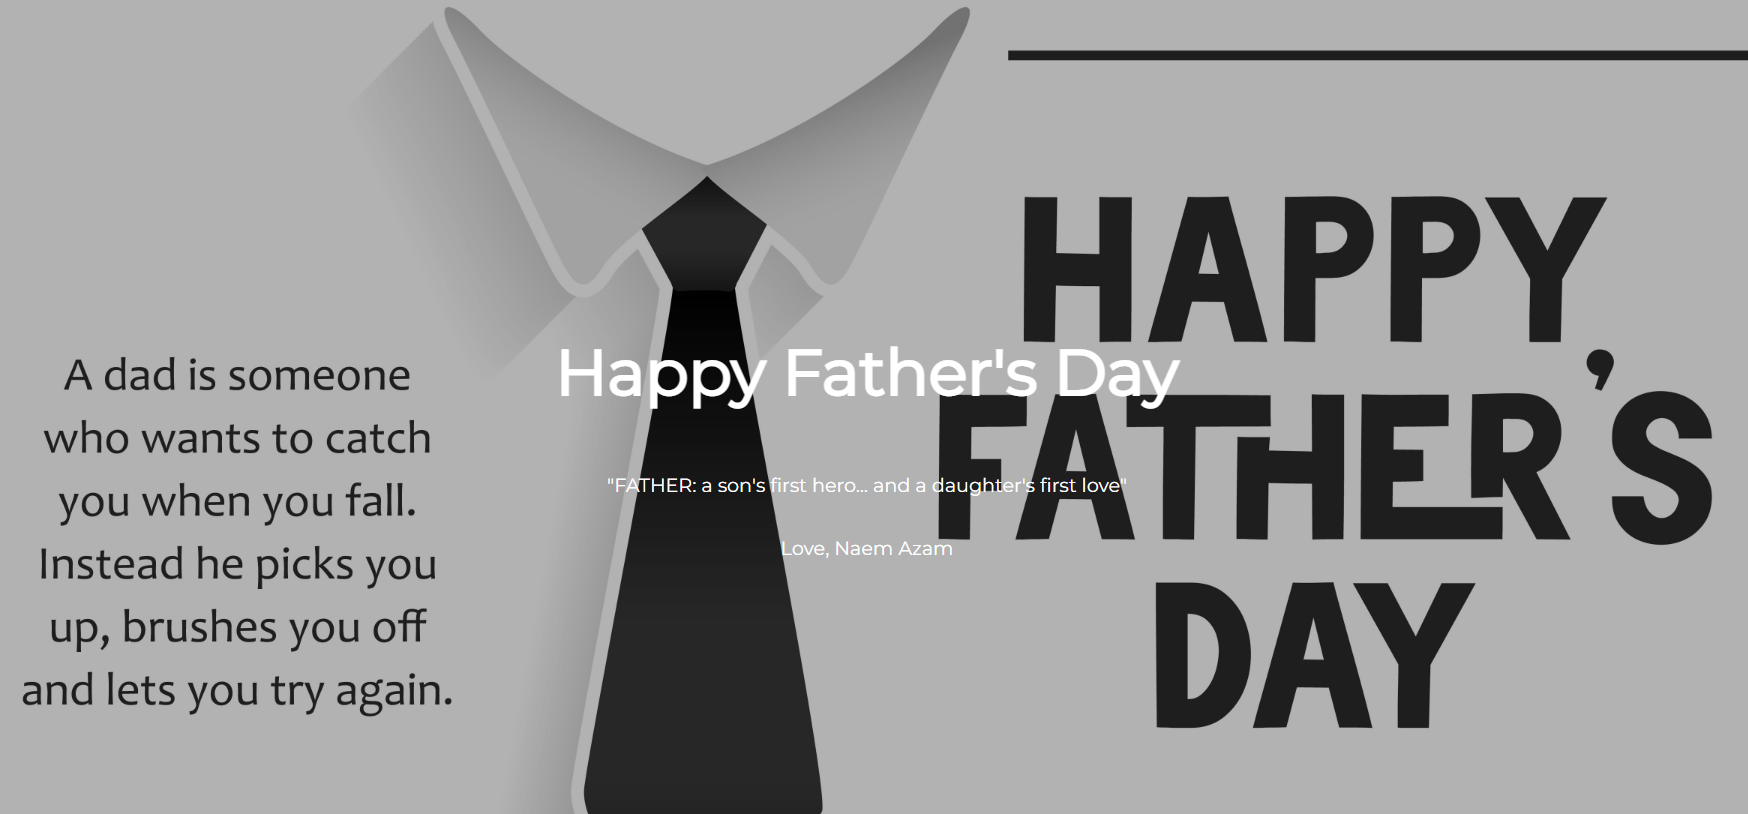 A dad is someone
who wants to catch
you when you fall.
Instead he picks you
up, brushes you off
and lets you try again.
Happy Father's Day
"FATHER: a son's first hero... and a daughter's first love"
Love, Naem Azam
HAPPY
FATHER'S
DAY